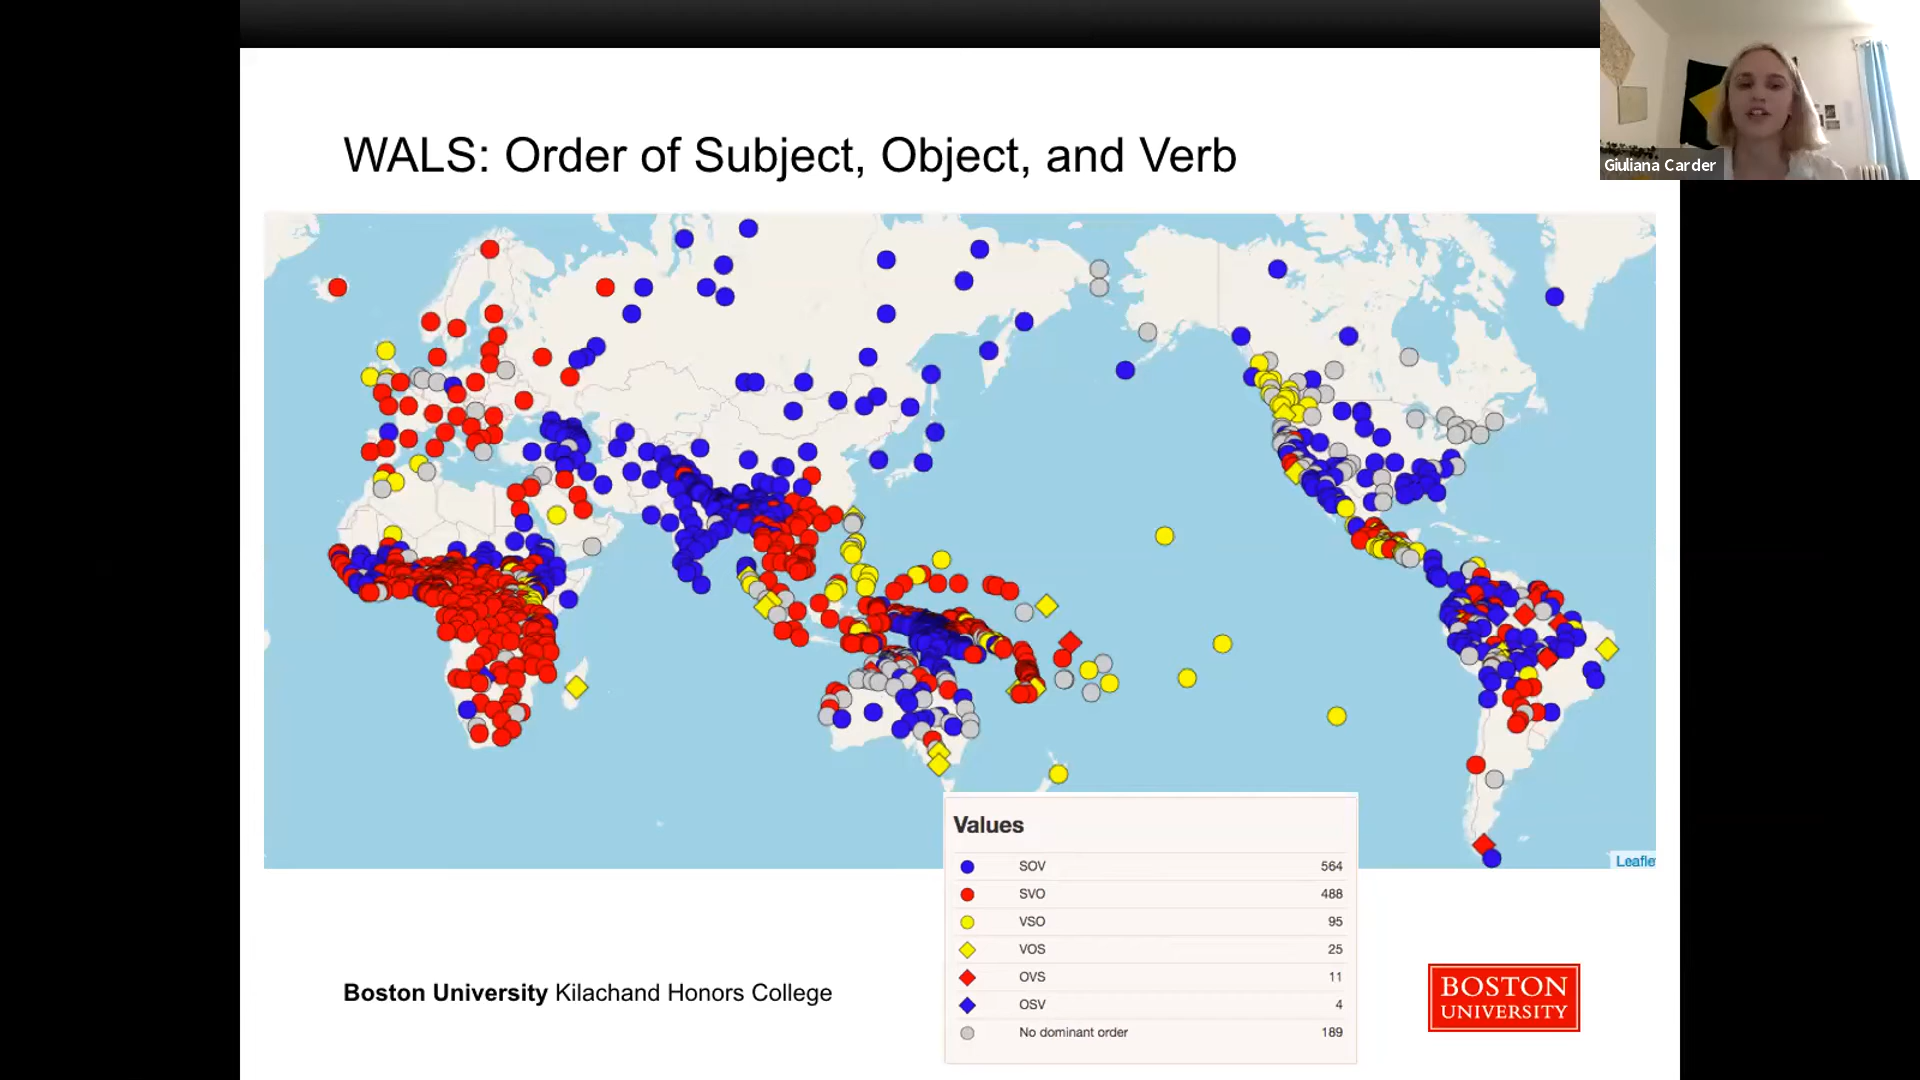 Giuliana Carder
WALS: Order of Subject, Object, and Verb
Values
SOV 564
SVO 488
VSO 95
VOS 25
OVS 11
OSV 4
No dominant order 189
Leafle
Boston University Kilachand Honors College
BOSTON
UNIVERSITY